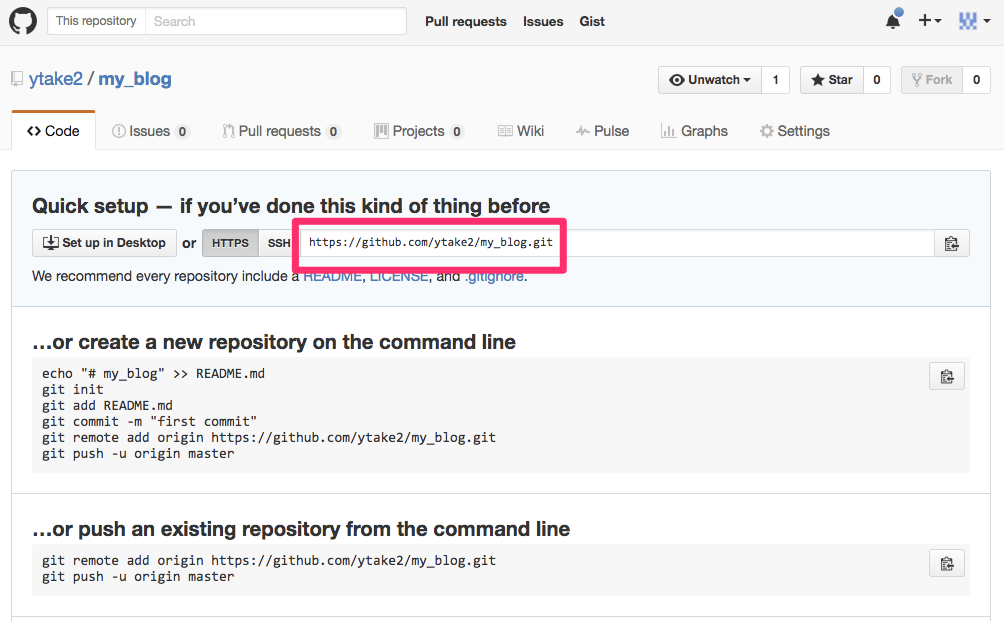 This repository Search Pull requests Issues Gist
ytake2 / my_blog Unwatch 1 Star 0 Fork 0
Code Issues 0 Pull requests 0 Projects 0 Wiki Pulse Graphs Settings
Quick setup — if you've done this kind of thing before
Set up in Desktop or HTTPS SSH https://github.com/ytake2/my_blog.git
We recommend every repository include a README, LICENSE, and .gitignore.
…or create a new repository on the command line
echo "# my_blog" >> README.md
git init
git add README.md
git commit -m "first commit"
git remote add origin https://github.com/ytake2/my_blog.git
git push -u origin master
…or push an existing repository from the command line
git remote add origin https://github.com/ytake2/my_blog.git
git push -u origin master